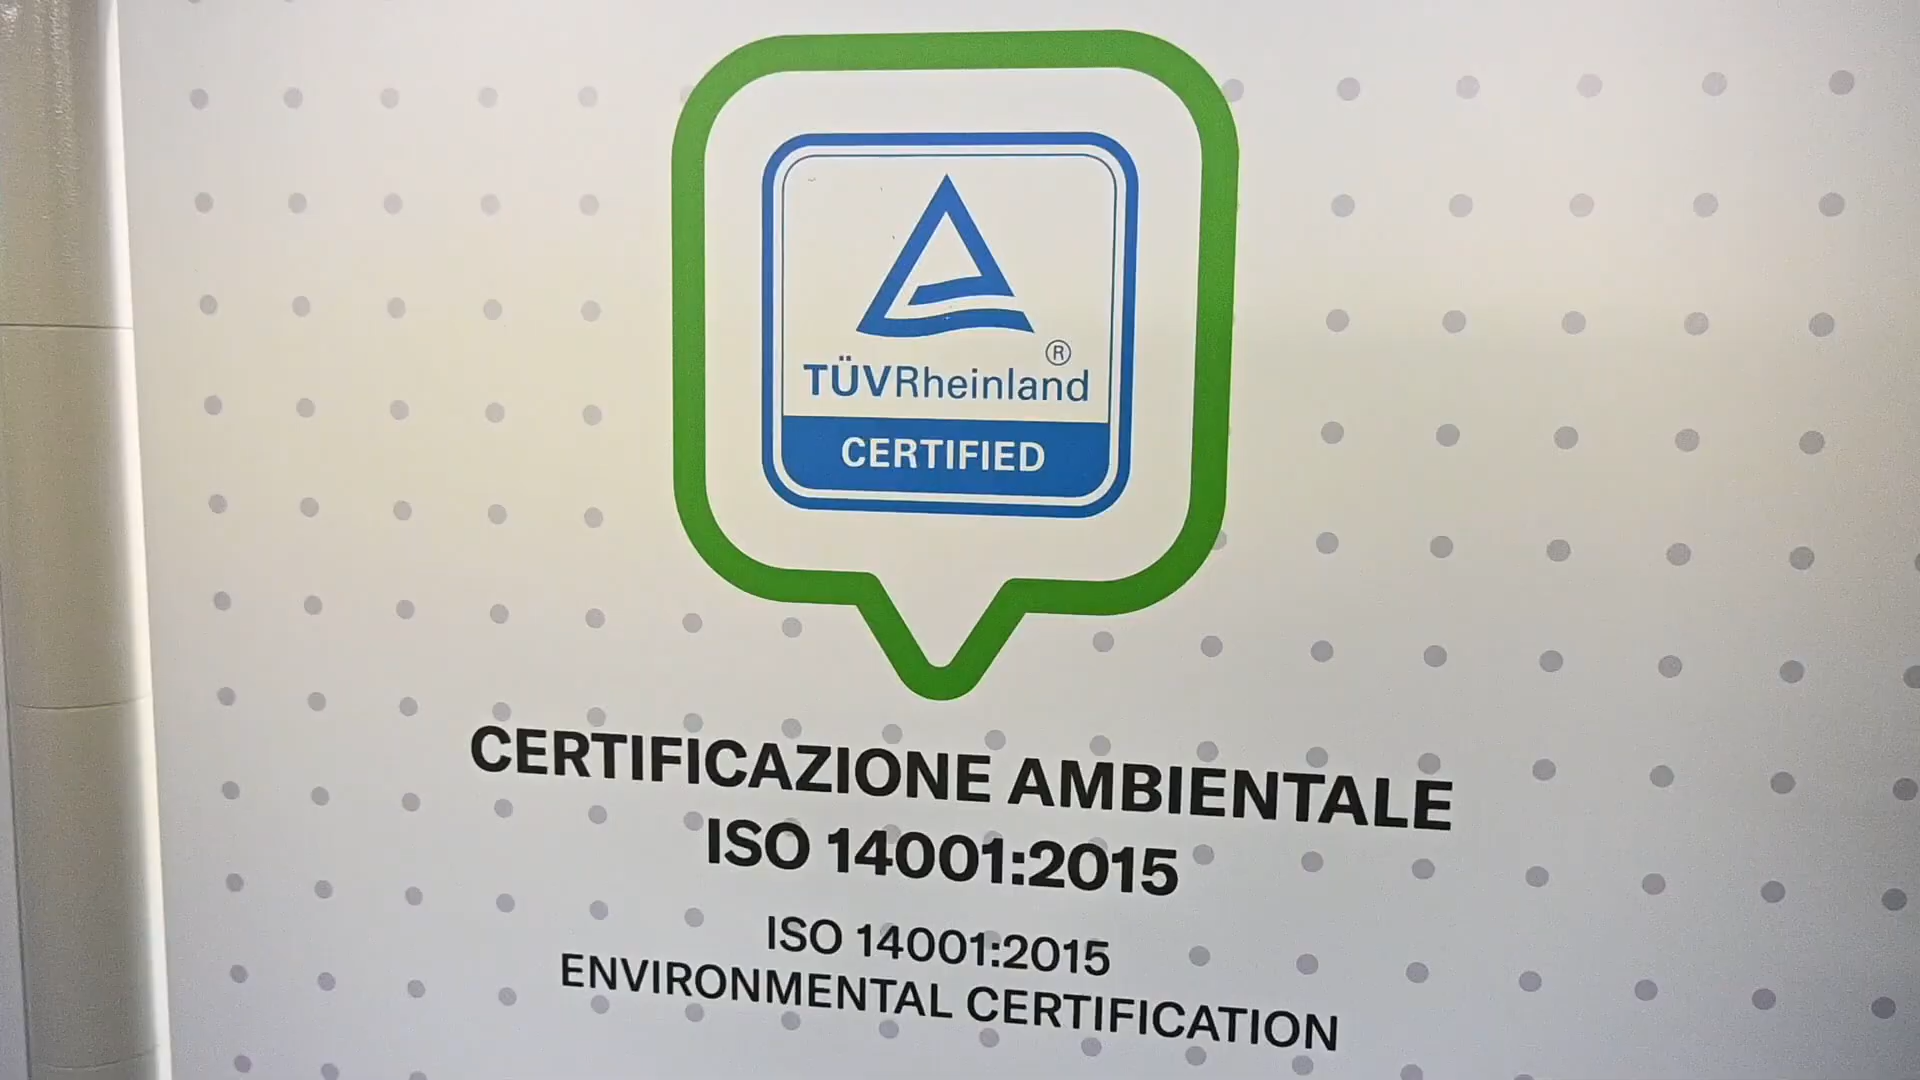 ®
TÜVRheinland
CERTIFIED
CERTIFICAZIONE AMBIENTALE
ISO 14001:2015
ISO 14001:2015
ENVIRONMENTAL CERTIFICATION